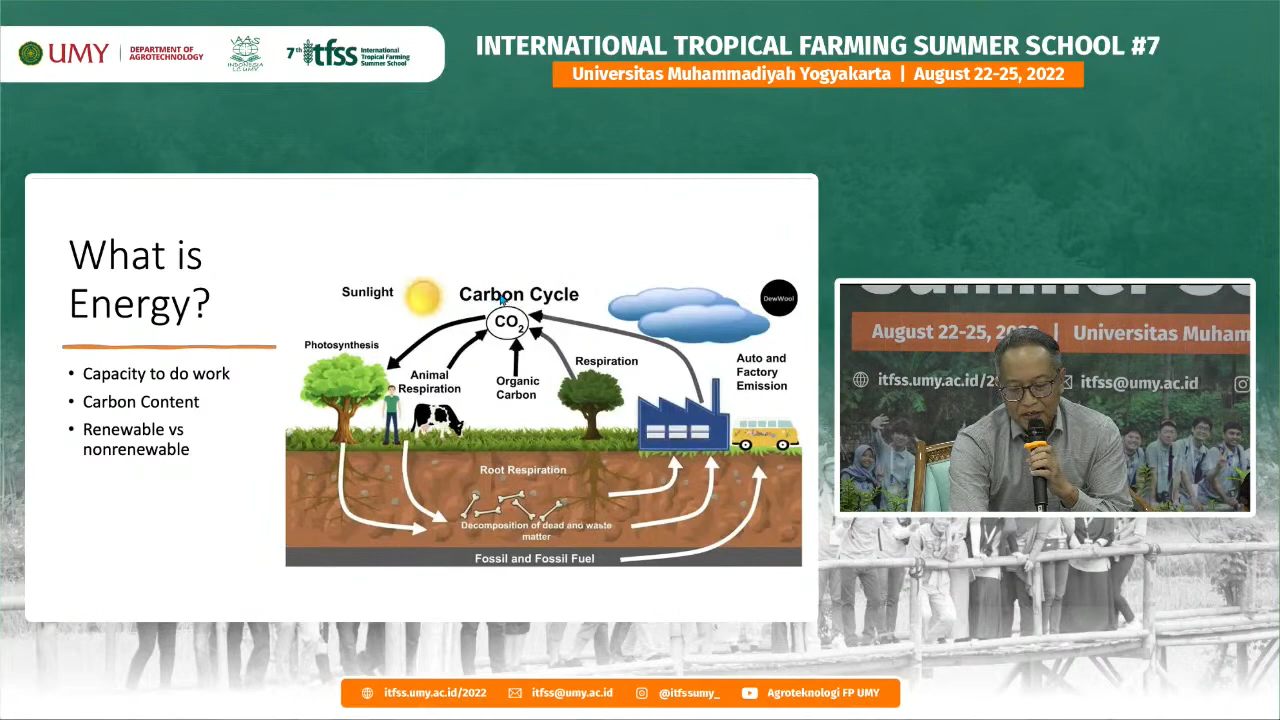 UMY
DEPARTMENT OF
AGROTECHNOLOGY
IAAS
INDONESIA
LC UMY
7th itfss
International
Tropical Farming
Summer School
INTERNATIONAL TROPICAL FARMING SUMMER SCHOOL #7
Universitas Muhammadiyah Yogyakarta | August 22-25, 2022
What is
Energy?
• Capacity to do work
• Carbon Content
• Renewable vs
nonrenewable
Sunlight
Carbon Cycle
DewWool
CO2
Photosynthesis
Animal
Respiration
Organic
Carbon
Respiration
Auto and
Factory
Emission
Root Respiration
Decomposition of dead and waste
matter
Fossil and Fossil Fuel
August 22-25, | Universitas Muham
itfss.umy.ac.id/2
itfss@umy.ac.id
itfss.umy.ac.id/2022
itfss@umy.ac.id
@itfssumy_
Agroteknologi FP UMY